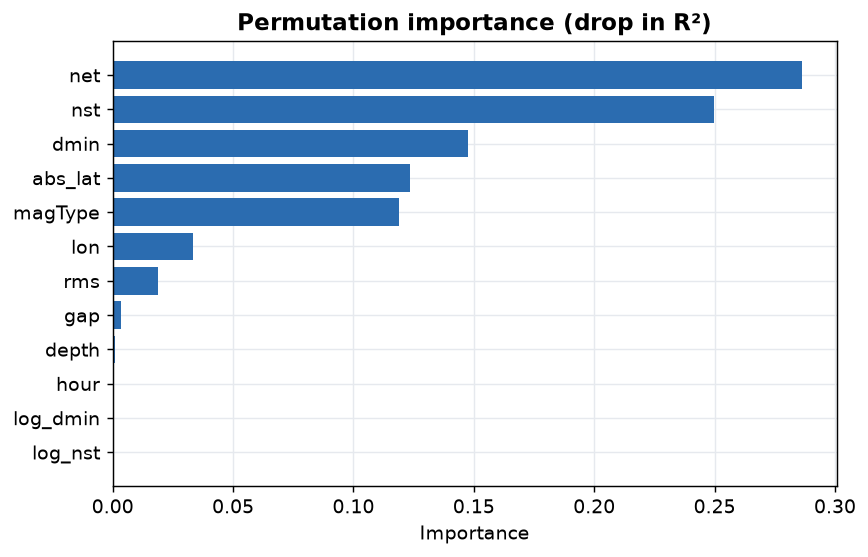 Permutation importance (drop in R²)
net
nst
dmin
abs_lat
magType
lon
rms
gap
depth
hour
log_dmin
log_nst
0.00 0.05 0.10 0.15 0.20 0.25 0.30
Importance